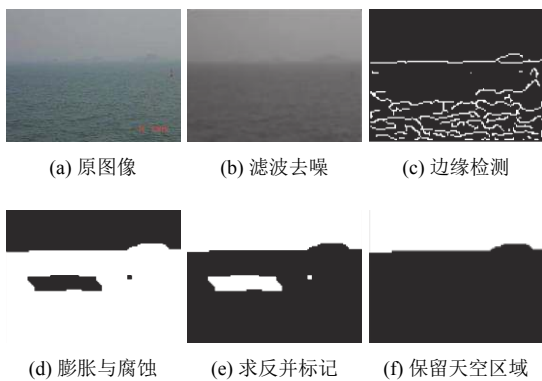 (a) 原图像
(b) 滤波去噪
(c) 边缘检测
(d) 膨胀与腐蚀
(e) 求反并标记
(f) 保留天空区域